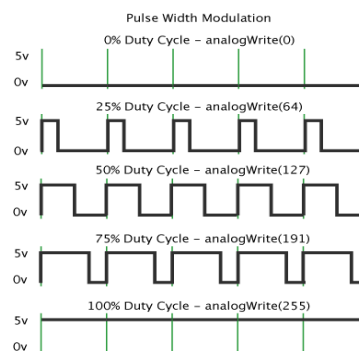 Pulse Width Modulation
0% Duty Cycle – analogWrite(0)
5v
0v
25% Duty Cycle – analogWrite(64)
5v
0v
50% Duty Cycle – analogWrite(127)
5v
0v
75% Duty Cycle – analogWrite(191)
5v
0v
100% Duty Cycle – analogWrite(255)
5v
0v